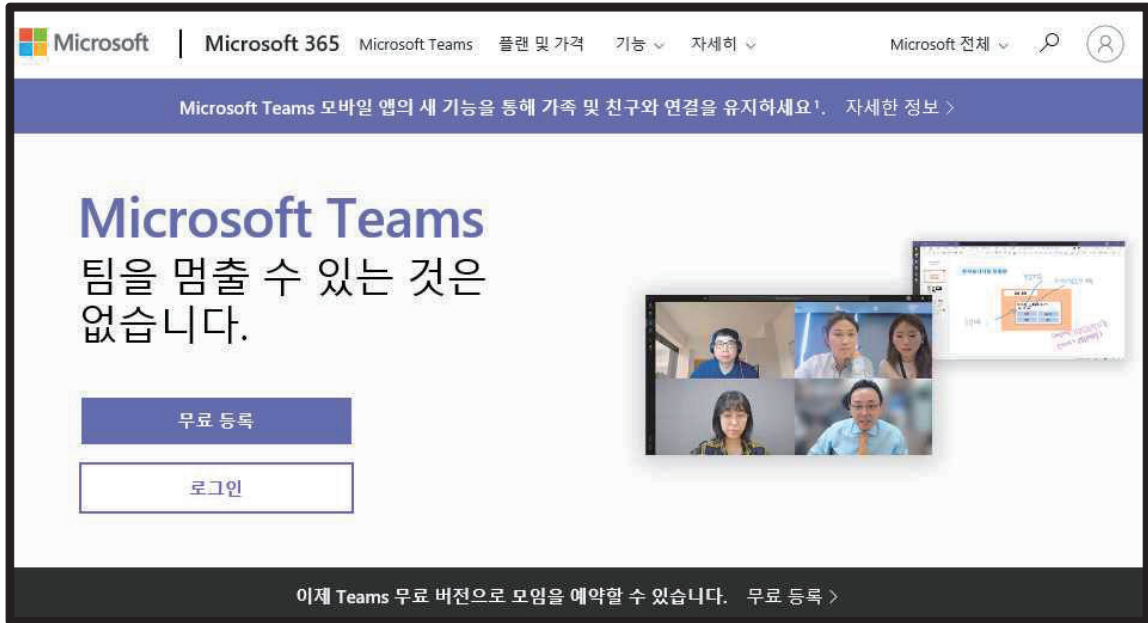 Microsoft | Microsoft 365 Microsoft Teams 플랜 및 가격 기능 자세히 Microsoft 전체
Microsoft Teams 모바일 앱의 새 기능을 통해 가족 및 친구와 연결을 유지하세요¹. 자세한 정보 >
Microsoft Teams
팀을 멈출 수 있는 것은
없습니다.
무료 등록
로그인
이제 Teams 무료 버전으로 모임을 예약할 수 있습니다. 무료 등록 >